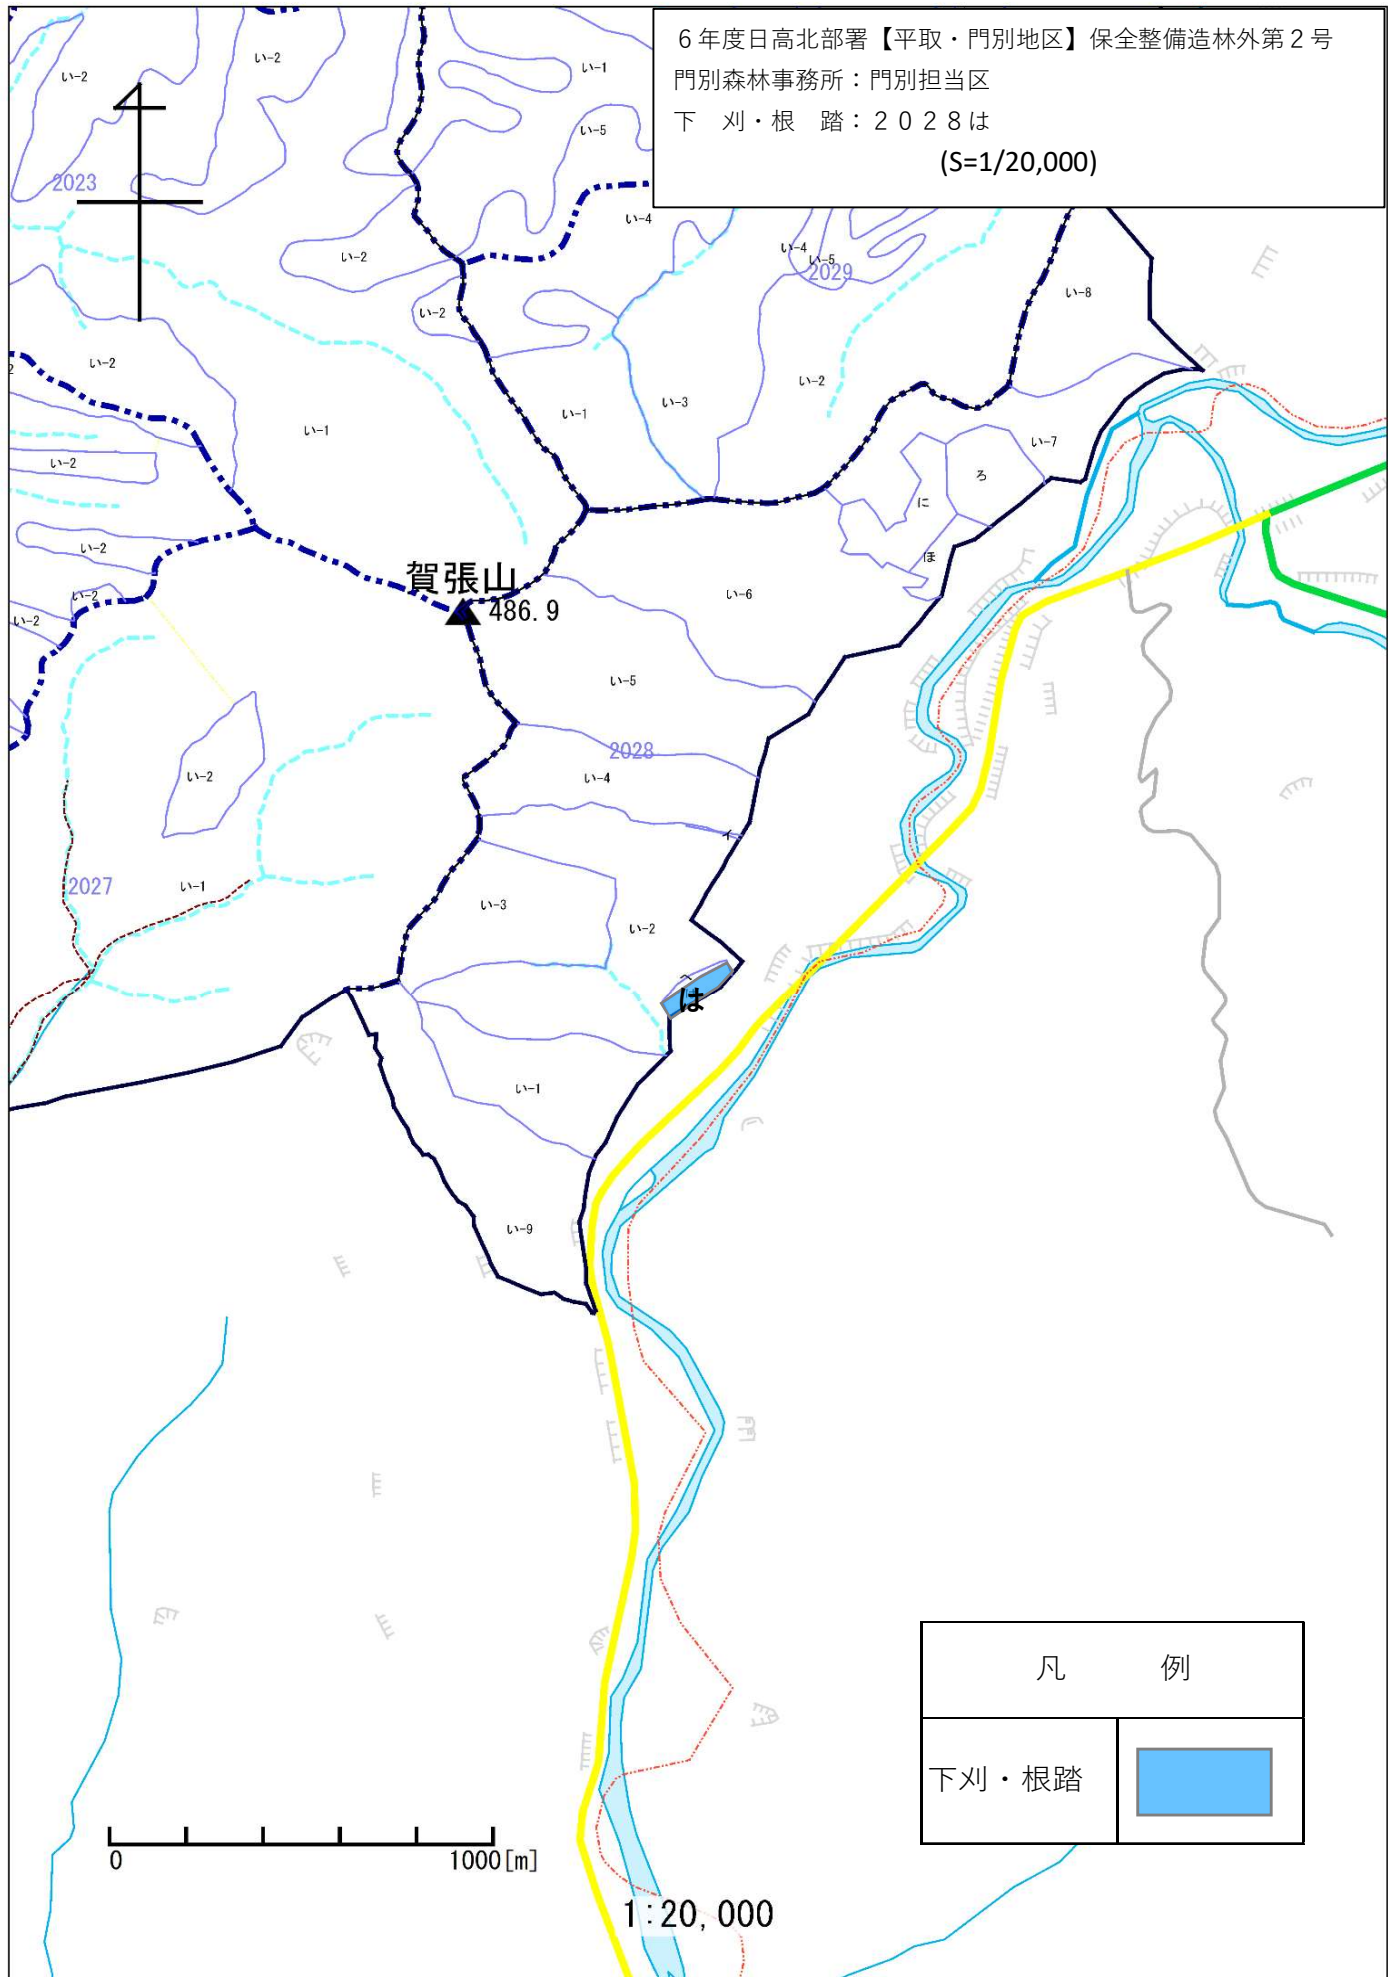 6年度日高北部署【平取・門別地区】保全整備造林外第2号
門別森林事務所：門別担当区
下　刈・根　踏：２０２８は
(S=1/20,000)
い-2
い-2
い-1
い-5
2023
い-4
い-2
い-4
い-5
2029
い-8
い-2
2
い-2
い-2
い-1
い-3
い-1
い-7
い-2
ろ
に
い-2
ほ
賀張山
486.9
い-2
い-6
い-2
い-5
2028
い-2
い-4
イ
2027
い-1
い-3
い-2
へ
は
い-1
い-9
凡　例
下刈・根踏
0
1000[m]
1:20,000